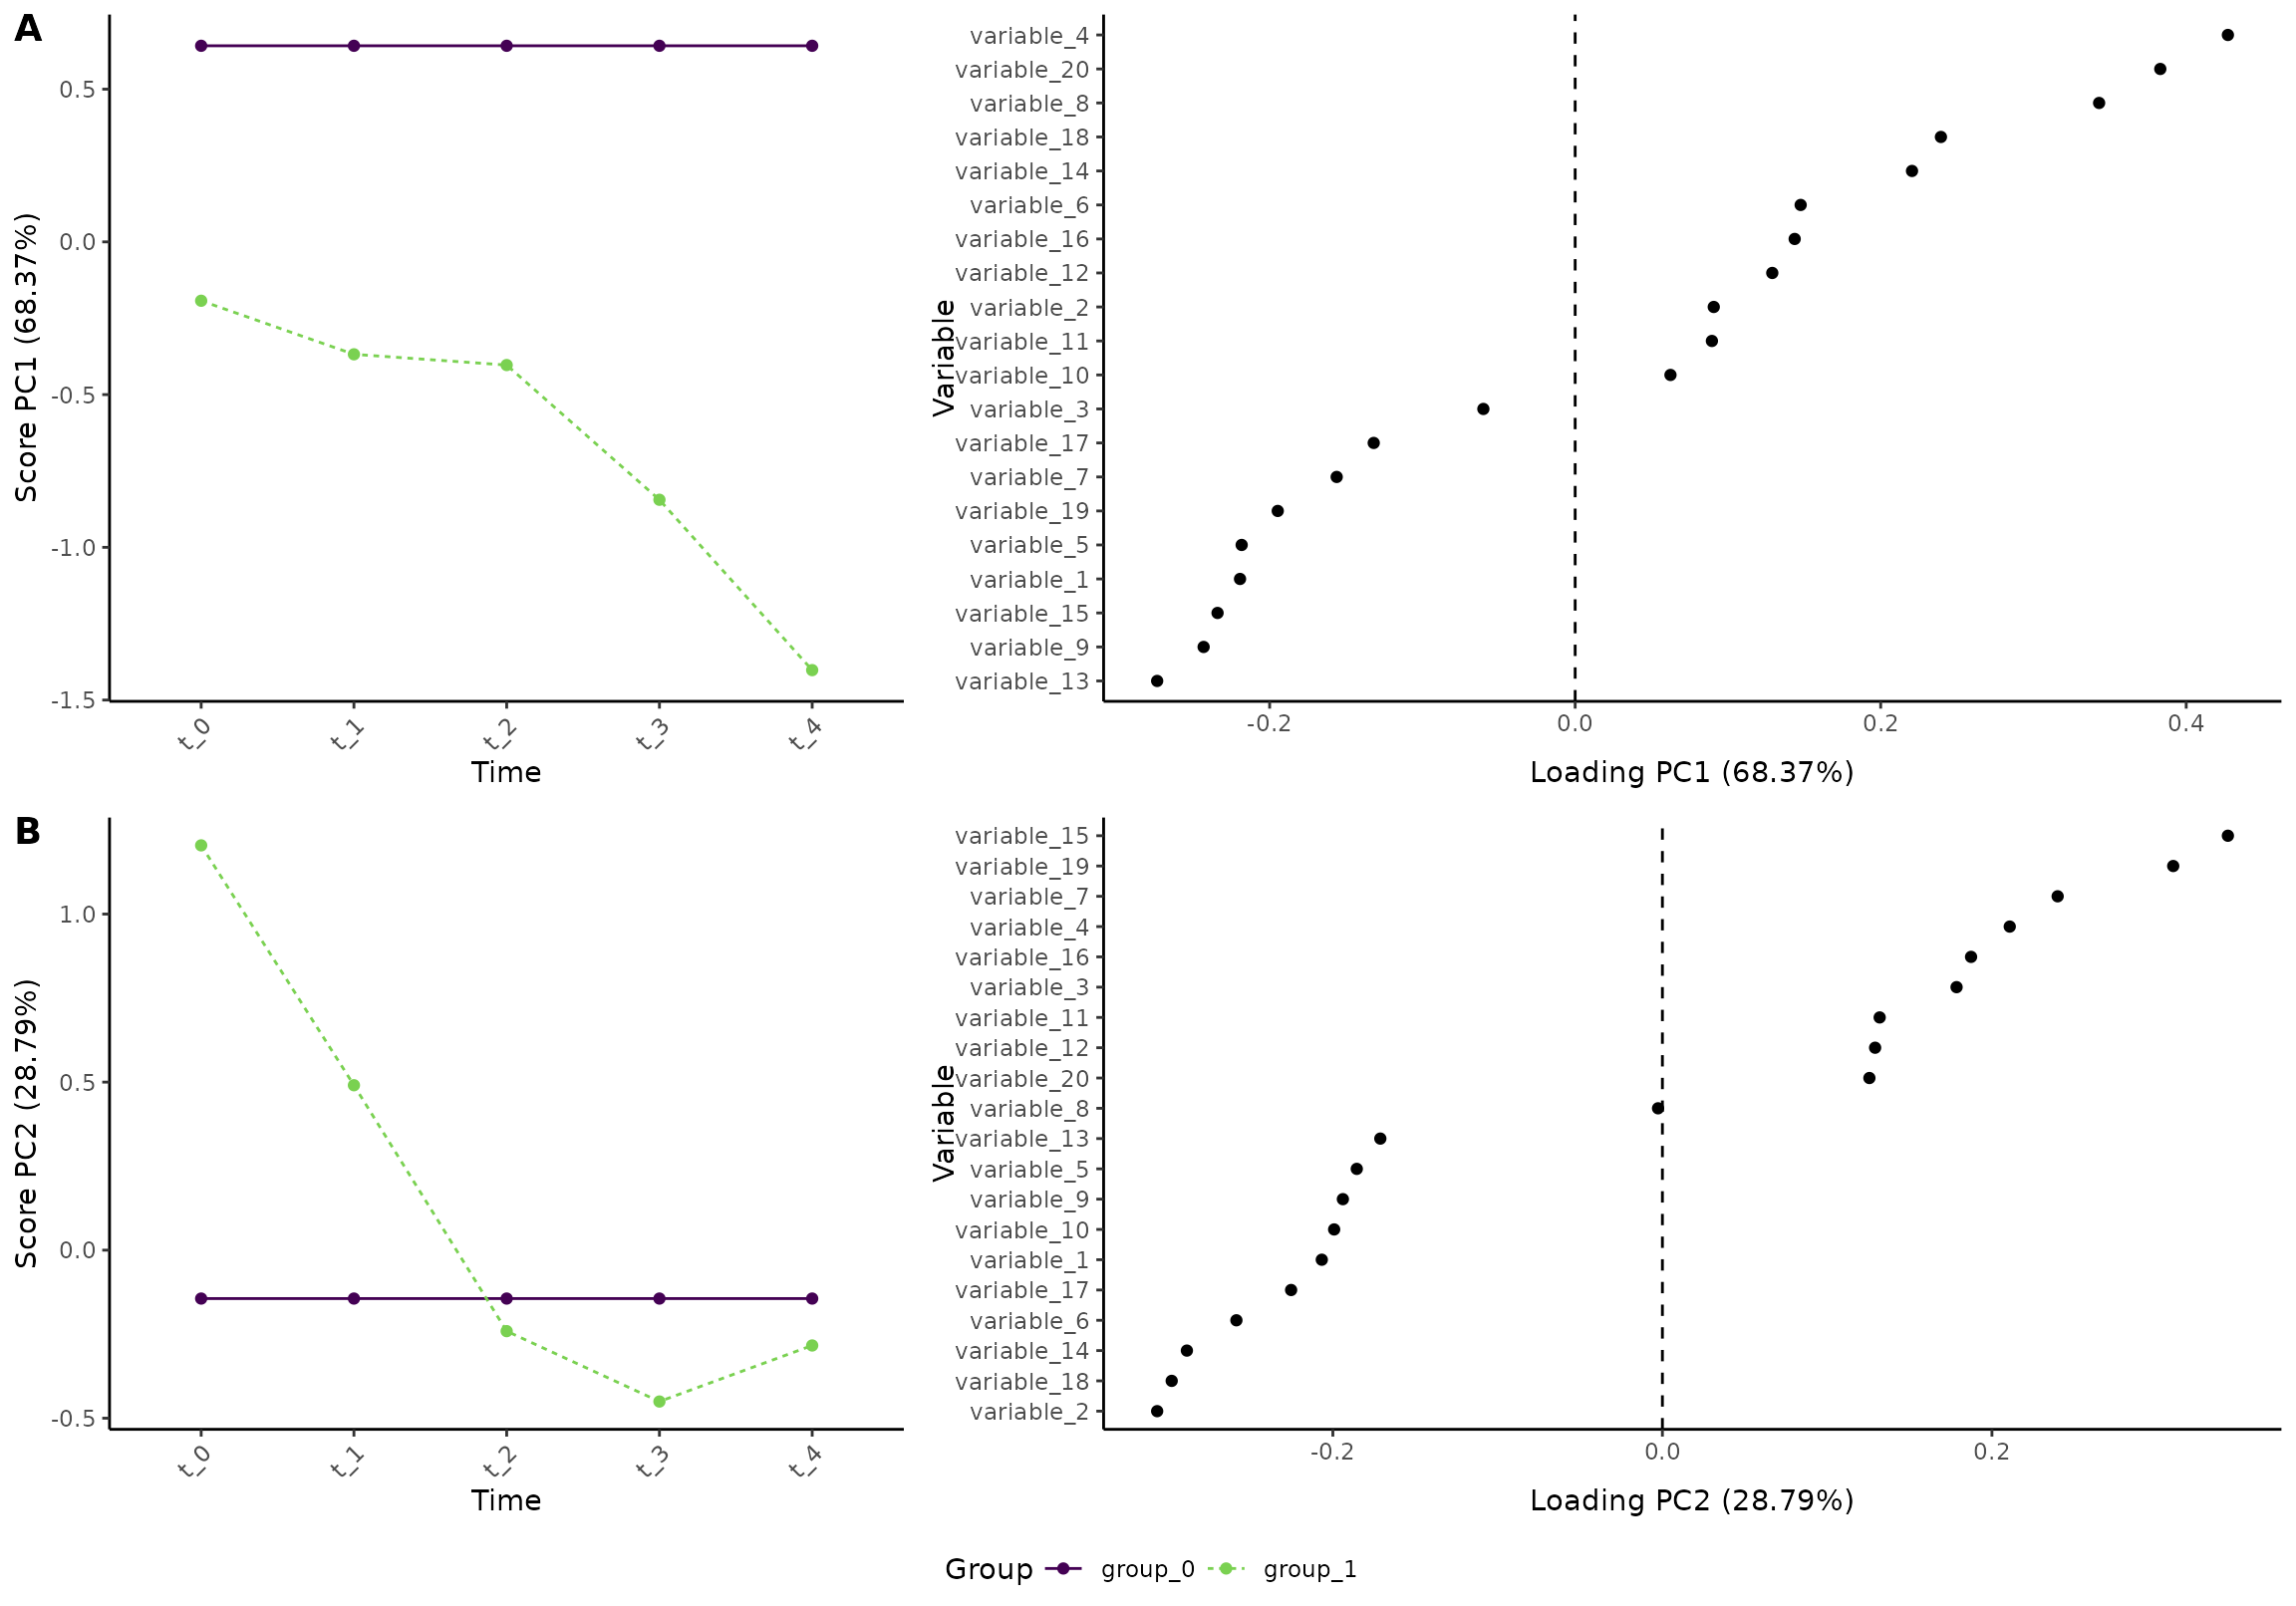 A
Score PC1 (68.37%)
0.5
0.0
-0.5
-1.0
-1.5
t_0
t_1
t_2
t_3
t_4
Time
Variable
variable_4
variable_20
variable_8
variable_18
variable_14
variable_6
variable_16
variable_12
variable_2
variable_11
variable_10
variable_3
variable_17
variable_7
variable_19
variable_5
variable_1
variable_15
variable_9
variable_13
-0.2
0.0
0.2
0.4
Loading PC1 (68.37%)
B
Score PC2 (28.79%)
1.0
0.5
0.0
-0.5
t_0
t_1
t_2
t_3
t_4
Time
Variable
variable_15
variable_19
variable_7
variable_4
variable_16
variable_3
variable_11
variable_12
variable_20
variable_8
variable_13
variable_5
variable_9
variable_10
variable_1
variable_17
variable_6
variable_14
variable_18
variable_2
-0.2
0.0
0.2
Loading PC2 (28.79%)
Group group_0 group_1